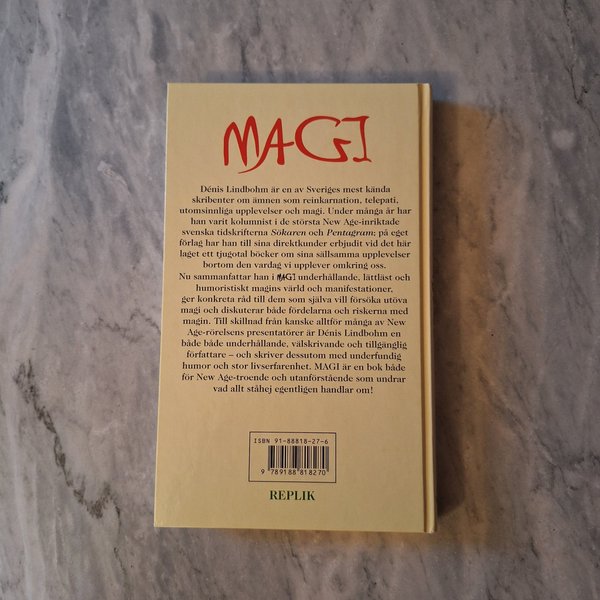 MAGI
Dénis Lindbohm är en av Sveriges mest kända
skribenter om ämnen som reinkarnation, telepati,
utomsinnliga upplevelser och magi. Under många år har
han varit kolumnist i de största New Age-inriktade
svenska tidskrifterna Sökaren och Pentagram; på eget
förlag har han till sina direktkunder erbjudit vid det här
laget ett tjugotal böcker om sina sällsamma upplevelser
bortom den vardag vi upplever omkring oss.
Nu sammanfattar han i MAGI underhållande, lättläst och
humoristiskt magins värld och manifestationer,
ger konkreta råd till dem som själva vill försöka utöva
magi och diskuterar både fördelarna och riskerna med
magin. Till skillnad från kanske alltför många av New
Age-rörelsens presentatörer är Dénis Lindbohm en
både både underhållande, välskrivande och tillgänglig
författare – och skriver dessutom med underfundig
humor och stor livserfarenhet. MAGI är en bok både
för New Age-troende och utanförstående som undrar
vad allt ståhej egentligen handlar om!
ISBN 91-88818-27-6
9 789188 818270
REPLIK